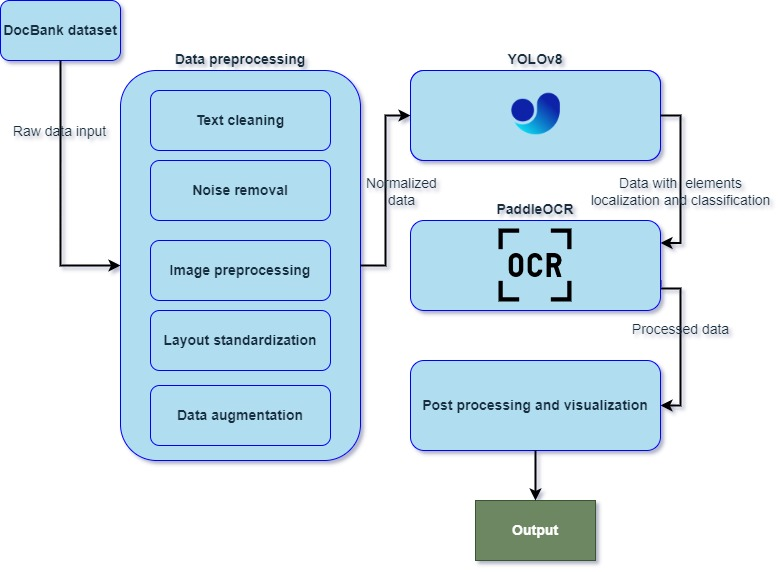 DocBank dataset
Raw data input
Data preprocessing
Text cleaning
Noise removal
Image preprocessing
Layout standardization
Data augmentation
Normalized
data
YOLOv8
Data with elements
localization and classification
PaddleOCR
OCR
Processed data
Post processing and visualization
Output